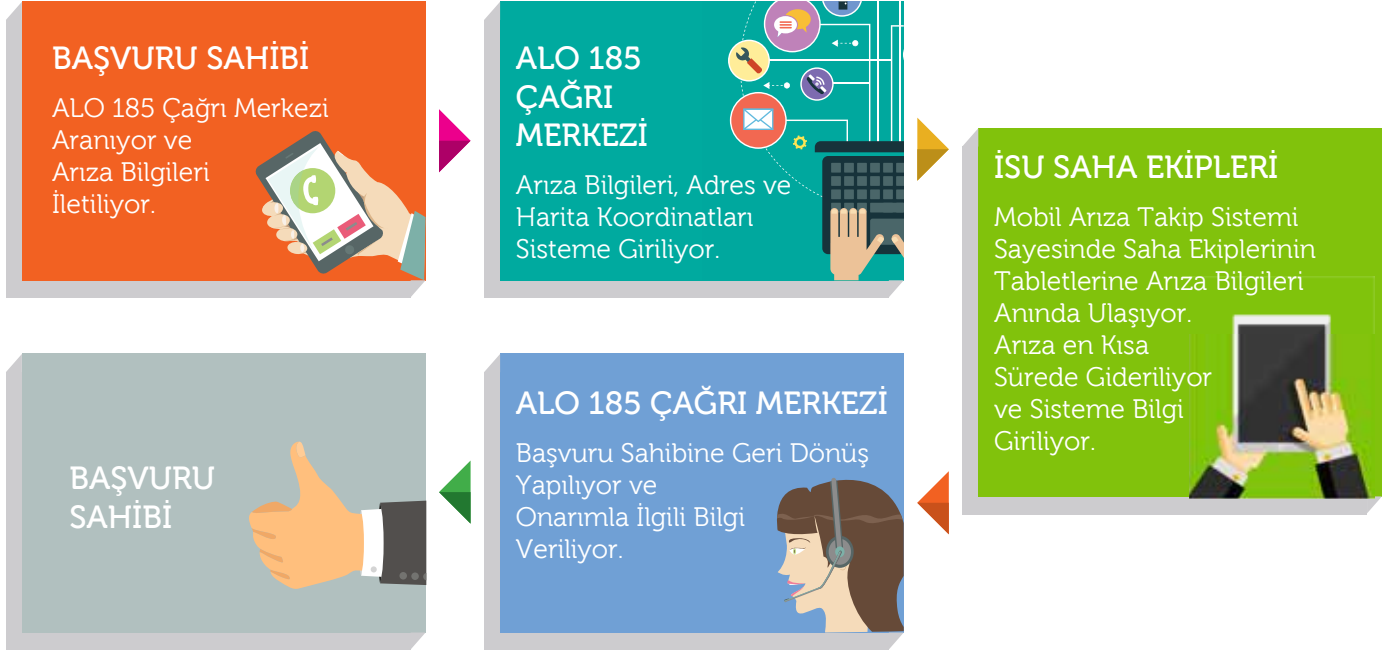 BAŞVURU SAHİBİ
ALO 185 Çağrı Merkezi
Aranıyor ve
Arıza Bilgileri
İletiliyor.
ALO 185
ÇAĞRI
MERKEZİ
Arıza Bilgileri, Adres ve
Harita Koordinatları
Sisteme Giriliyor.
İSU SAHA EKİPLERİ
Mobil Arıza Takip Sistemi
Sayesinde Saha Ekiplerinin
Tabletlerine Arıza Bilgileri
Anında Ulaşıyor.
Arıza en Kısa
Sürede Gideriliyor
ve Sisteme Bilgi
Giriliyor.
ALO 185 ÇAĞRI MERKEZİ
Başvuru Sahibine Geri Dönüş
Yapılıyor ve
Onarımla İlgili Bilgi
Veriliyor.
BAŞVURU
SAHİBİ